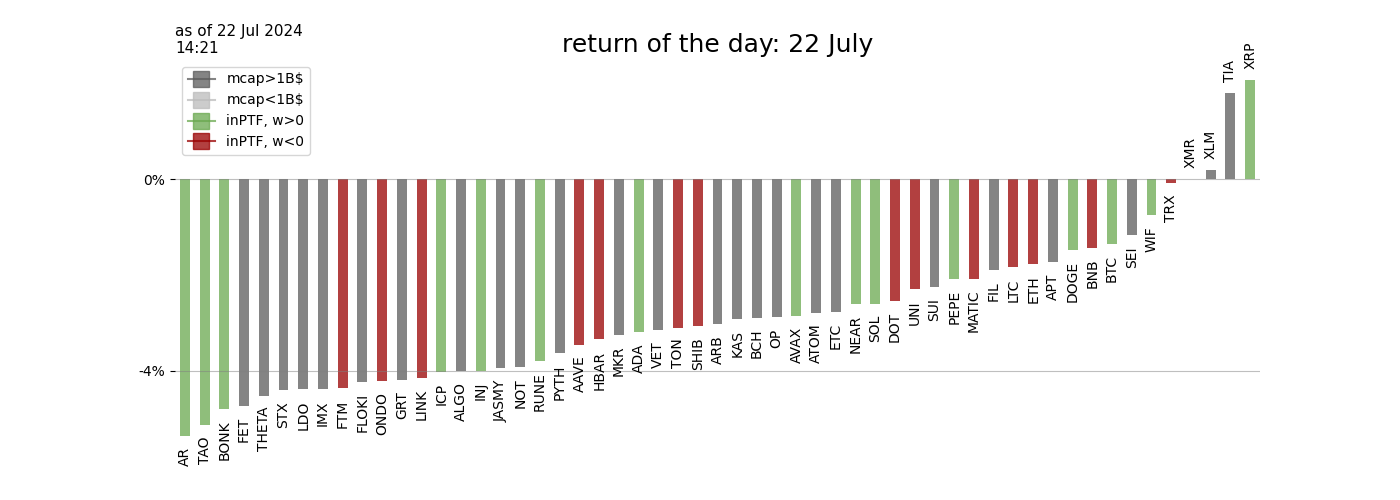 as of 22 Jul 2024
14:21
return of the day: 22 July
mcap>1B$
mcap<1B$
inPTF, w>0
inPTF, w<0
0%
-4%
AR
TAO
BONK
FET
THETA
STX
LDO
IMX
FTM
FLOKI
ONDO
GRT
LINK
ICP
ALGO
INJ
JASMY
NOT
RUNE
PYTH
AAVE
HBAR
MKR
ADA
VET
TON
SHIB
ARB
KAS
BCH
OP
AVAX
ATOM
ETC
NEAR
SOL
DOT
UNI
SUI
PEPE
MATIC
FIL
LTC
ETH
APT
DOGE
BNB
BTC
SEI
WIF
TRX
XMR
XLM
TIA
XRP